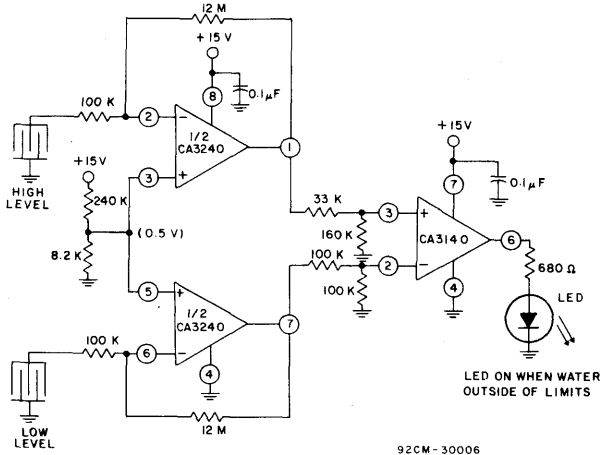 12 M
+15 V
8
0.1µF
100 K
2
−
1/2
CA3240
1
3
+
HIGH
LEVEL
+15V
240 K
(0.5 V)
8.2K
+15V
7
0.1µF
33 K
3
+
160 K
CA3140
6
100 K
2
−
100 K
4
680 Ω
LED
5
+
1/2
CA3240
7
100 K
6
−
4
12 M
LOW
LEVEL
LED ON WHEN WATER
OUTSIDE OF LIMITS
92CM-30006